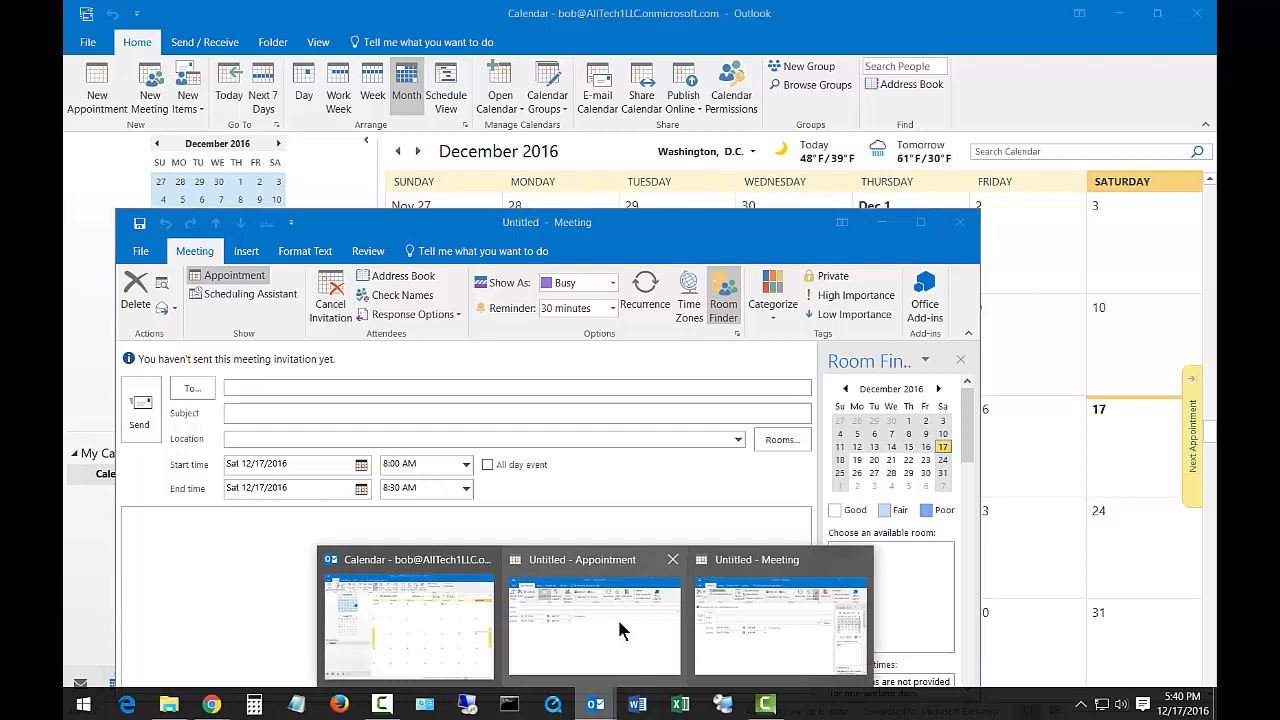 Calendar - bob@AllTech1LLC.onmicrosoft.com - Outlook
File Home Send / Receive Folder View Tell me what you want to do
New Appointment New Meeting New Items Today Next 7 Days Day Work Week Week Month Schedule View Open Calendar Calendar Groups E-mail Calendar Share Calendar Publish Online Calendar Permissions
New Group
Browse Groups
Search People
Address Book
New Go To Arrange Manage Calendars Share Groups Find
December 2016
SU MO TU WE TH FR SA
27 28 29 30 1 2 3
4 5 6 7 8 9 10
December 2016 Washington, D.C. Today 48°F/39°F Tomorrow 61°F/30°F Search Calendar
SUNDAY MONDAY TUESDAY WEDNESDAY THURSDAY FRIDAY SATURDAY
Nov 27 28 29 30 Dec 1 2 3
10
17
24
31
Next Appointment
My Ca
Cale
Untitled - Meeting
File Meeting Insert Format Text Review Tell me what you want to do
Delete
Appointment
Scheduling Assistant
Cancel Invitation
Address Book
Check Names
Response Options
Show As: Busy
Reminder: 30 minutes
Recurrence
Time Zones
Room Finder
Categorize
Private
High Importance
Low Importance
Office Add-ins
Actions Show Attendees Options Tags Add-ins
You haven't sent this meeting invitation yet.
Send
To...
Subject
Location Rooms...
Start time Sat 12/17/2016 8:00 AM All day event
End time Sat 12/17/2016 8:30 AM
Room Fin..
December 2016
Su Mo Tu We Th Fr Sa
27 28 29 30 1 2 3
4 5 6 7 8 9 10
11 12 13 14 15 16 17
18 19 20 21 22 23 24
25 26 27 28 29 30 31
1 2 3 4 5 6 7
Good Fair Poor
Choose an available room:
times:
are not provided
for non-working days.
Calendar - bob@AllTech1LLC.o...
Untitled - Appointment
Untitled - Meeting
5:40 PM
12/17/2016